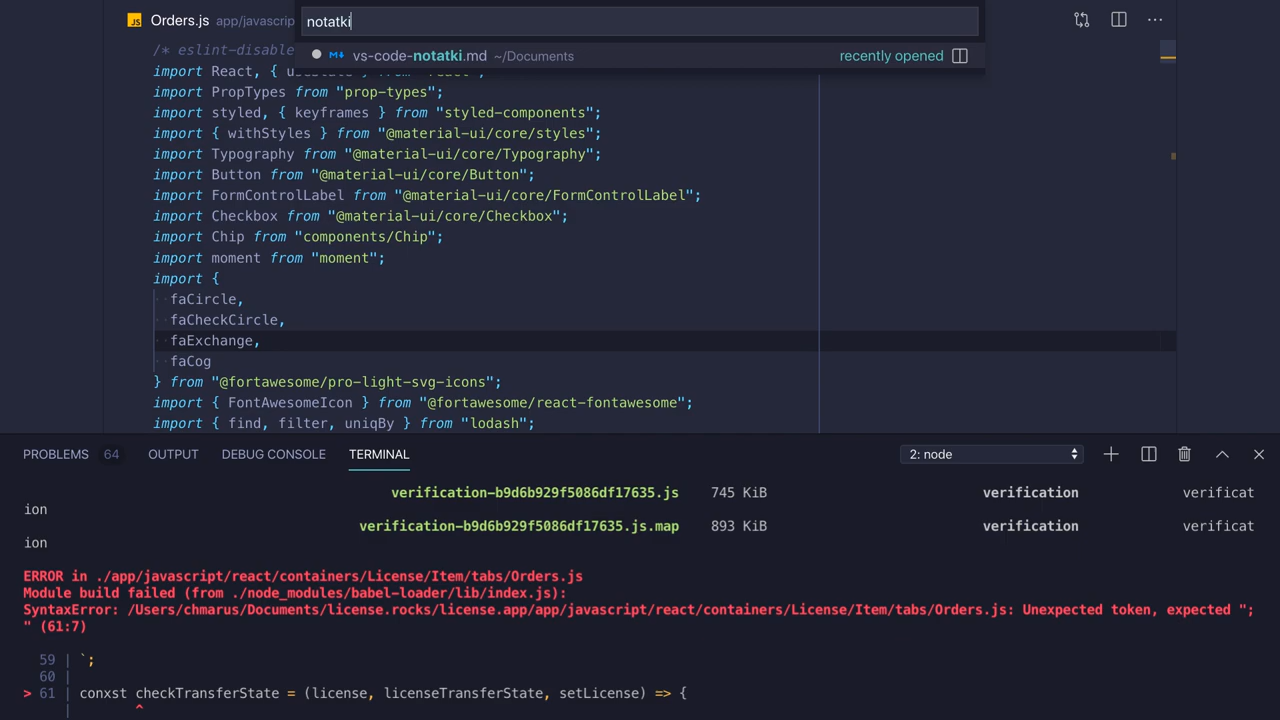 JS Orders.js app/javascrip
notatki
vs-code-notatki.md ~/Documents recently opened
/* eslint-disable
import React, { useState } from "react";
import PropTypes from "prop-types";
import styled, { keyframes } from "styled-components";
import { withStyles } from "@material-ui/core/styles";
import Typography from "@material-ui/core/Typography";
import Button from "@material-ui/core/Button";
import FormControlLabel from "@material-ui/core/FormControlLabel";
import Checkbox from "@material-ui/core/Checkbox";
import Chip from "components/Chip";
import moment from "moment";
import {
faCircle,
faCheckCircle,
faExchange,
faCog
} from "@fortawesome/pro-light-svg-icons";
import { FontAwesomeIcon } from "@fortawesome/react-fontawesome";
import { find, filter, uniqBy } from "lodash";
PROBLEMS 64 OUTPUT DEBUG CONSOLE TERMINAL 2: node
verification-b9d6b929f5086df17635.js 745 KiB verification verificat
ion
verification-b9d6b929f5086df17635.js.map 893 KiB verification verificat
ion
ERROR in ./app/javascript/react/containers/License/Item/tabs/Orders.js
Module build failed (from ./node_modules/babel-loader/lib/index.js):
SyntaxError: /Users/chmarus/Documents/license.rocks/license.app/app/javascript/react/containers/License/Item/tabs/Orders.js: Unexpected token, expected ";
" (61:7)
59 | `;
60 |
> 61 | conxst checkTransferState = (license, licenseTransferState, setLicense) => {
| ^